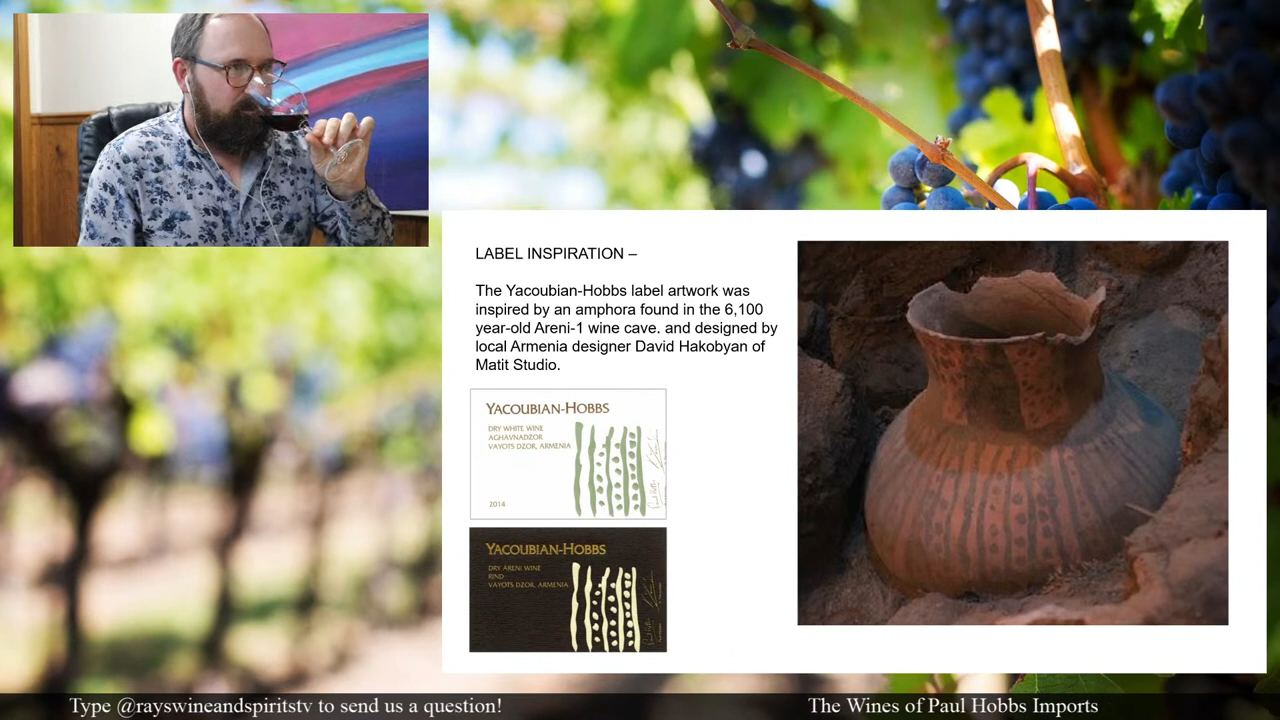 LABEL INSPIRATION –
The Yacoubian-Hobbs label artwork was
inspired by an amphora found in the 6,100
year-old Areni-1 wine cave. and designed by
local Armenia designer David Hakobyan of
Matit Studio.
YACOUBIAN-HOBBS
DRY WHITE WINE
AGHAVNADZOR
VAYOTS DZOR, ARMENIA
2014
YACOUBIAN-HOBBS
DRY ARENI WINE
RIND
VAYOTS DZOR, ARMENIA
Type @rayswineandspiritstv to send us a question!
The Wines of Paul Hobbs Imports